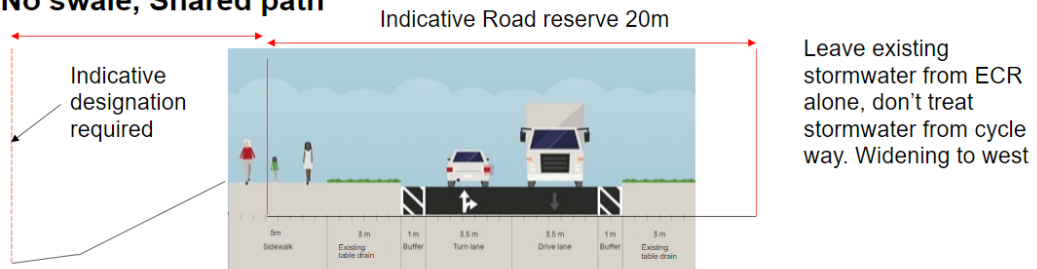 No swale, Shared path
Indicative Road reserve 20m
Indicative
designation
required
Leave existing
stormwater from ECR
alone, don’t treat
stormwater from cycle
way. Widening to west
5m
Sidewalk
3 m
Existing
table drain
1 m
Buffer
3.5 m
Turn lane
3.5 m
Drive lane
1 m
Buffer
3 m
Existing
table drain